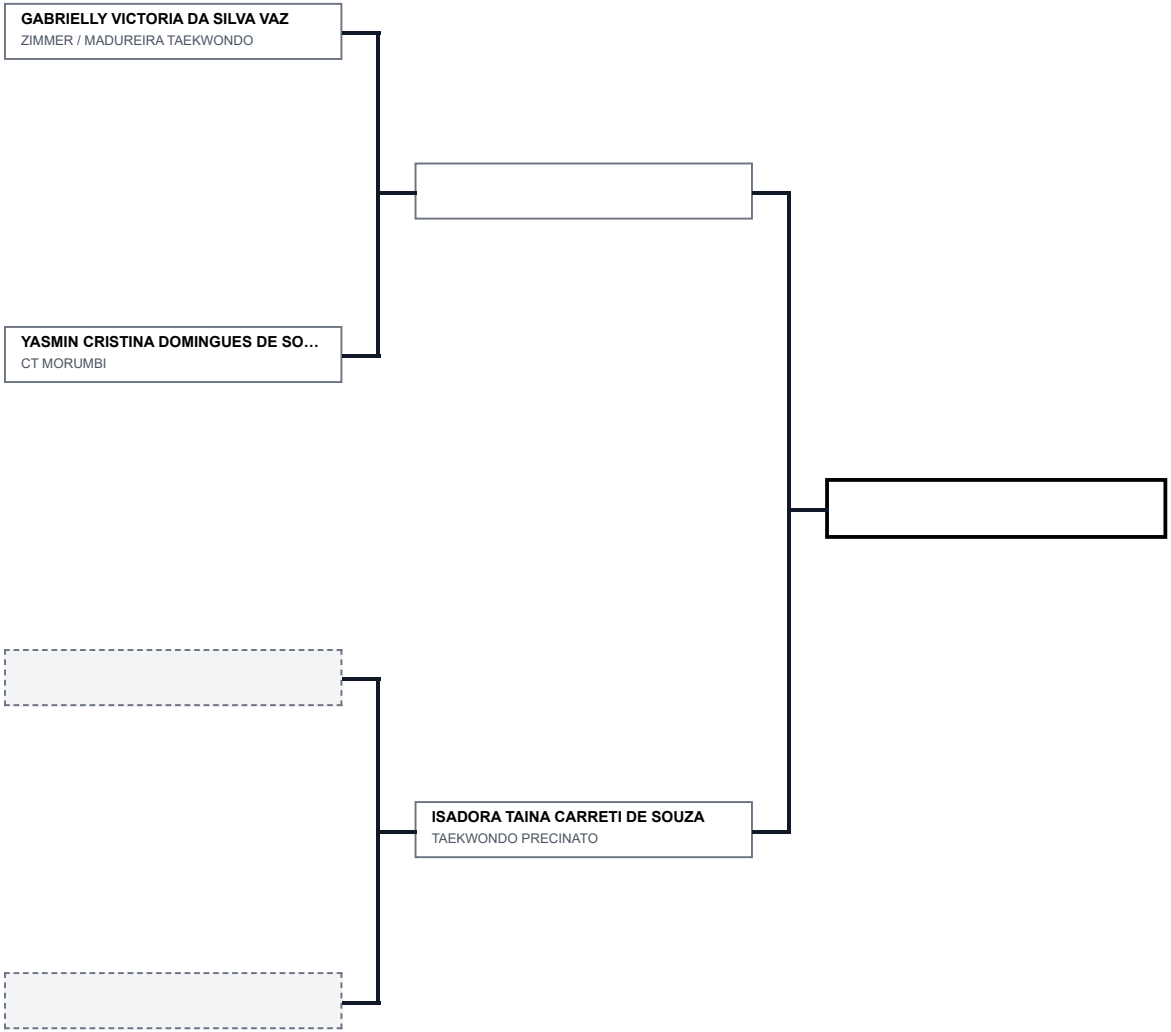 GABRIELLY VICTORIA DA SILVA VAZ
ZIMMER / MADUREIRA TAEKWONDO
YASMIN CRISTINA DOMINGUES DE SO...
CT MORUMBI
ISADORA TAINA CARRETI DE SOUZA
TAEKWONDO PRECINATO